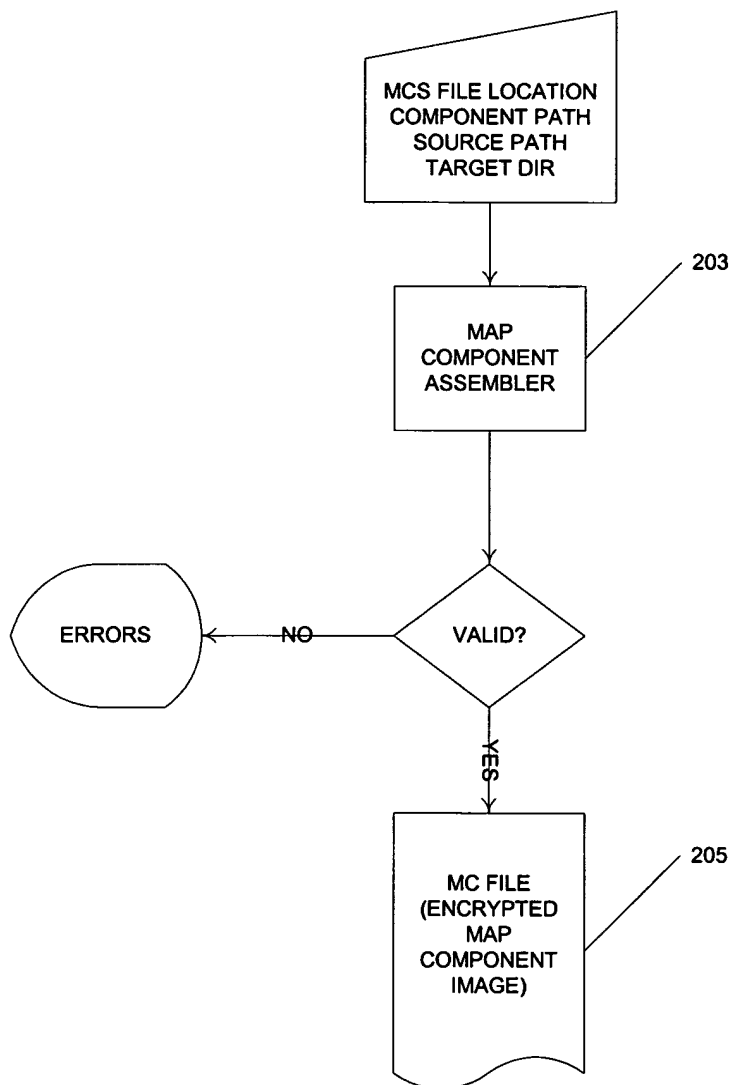 MCS FILE LOCATION
COMPONENT PATH
SOURCE PATH
TARGET DIR
203
MAP
COMPONENT
ASSEMBLER
ERRORS
NO
VALID?
YES
205
MC FILE
(ENCRYPTED
MAP
COMPONENT
IMAGE)